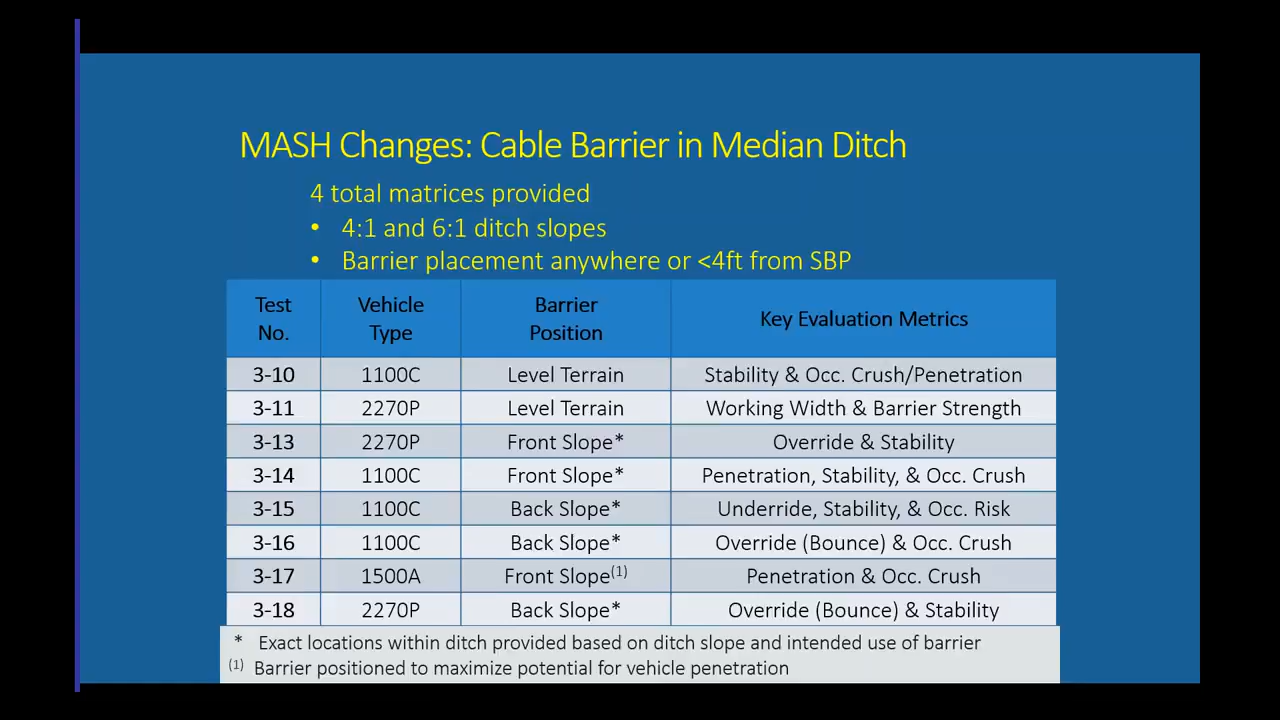 MASH Changes: Cable Barrier in Median Ditch
4 total matrices provided
• 4:1 and 6:1 ditch slopes
• Barrier placement anywhere or <4ft from SBP
Test No. Vehicle Type Barrier Position Key Evaluation Metrics
3-10 1100C Level Terrain Stability & Occ. Crush/Penetration
3-11 2270P Level Terrain Working Width & Barrier Strength
3-13 2270P Front Slope* Override & Stability
3-14 1100C Front Slope* Penetration, Stability, & Occ. Crush
3-15 1100C Back Slope* Underride, Stability, & Occ. Risk
3-16 1100C Back Slope* Override (Bounce) & Occ. Crush
3-17 1500A Front Slope(1) Penetration & Occ. Crush
3-18 2270P Back Slope* Override (Bounce) & Stability
* Exact locations within ditch provided based on ditch slope and intended use of barrier
(1) Barrier positioned to maximize potential for vehicle penetration